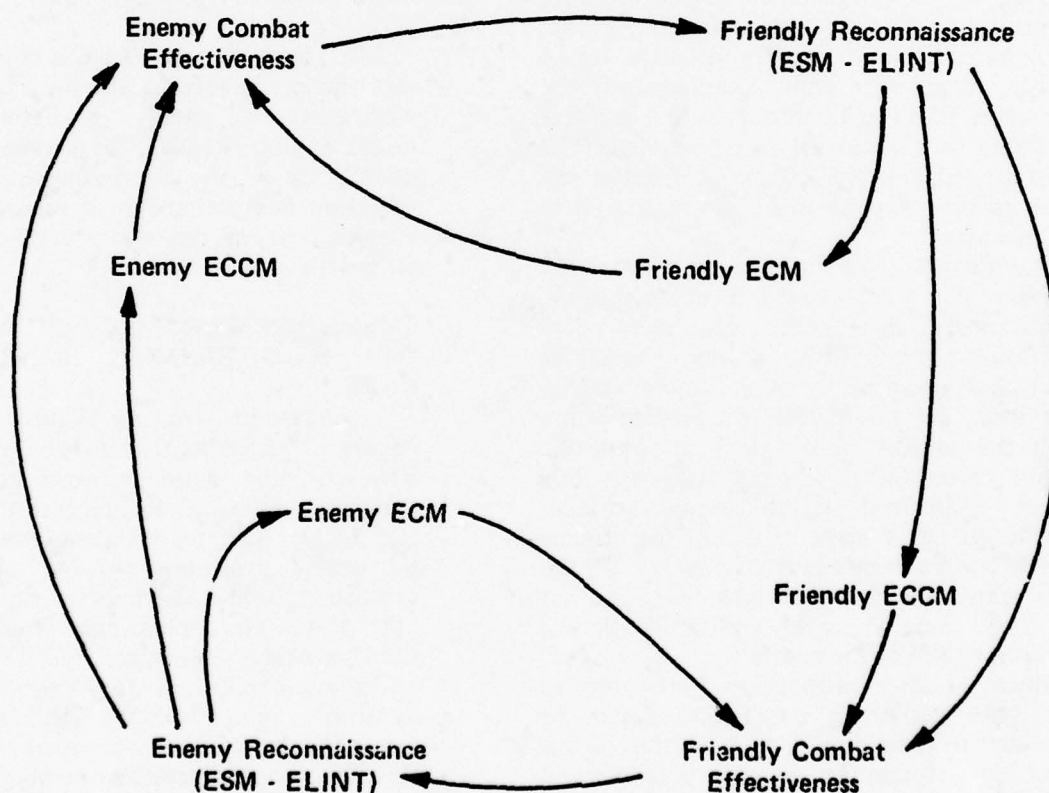 Enemy Combat
Effectiveness
Friendly Reconnaissance
(ESM - ELINT)
Enemy ECCM
Friendly ECM
Enemy ECM
Friendly ECCM
Enemy Reconnaissance
(ESM - ELINT)
Friendly Combat
Effectiveness